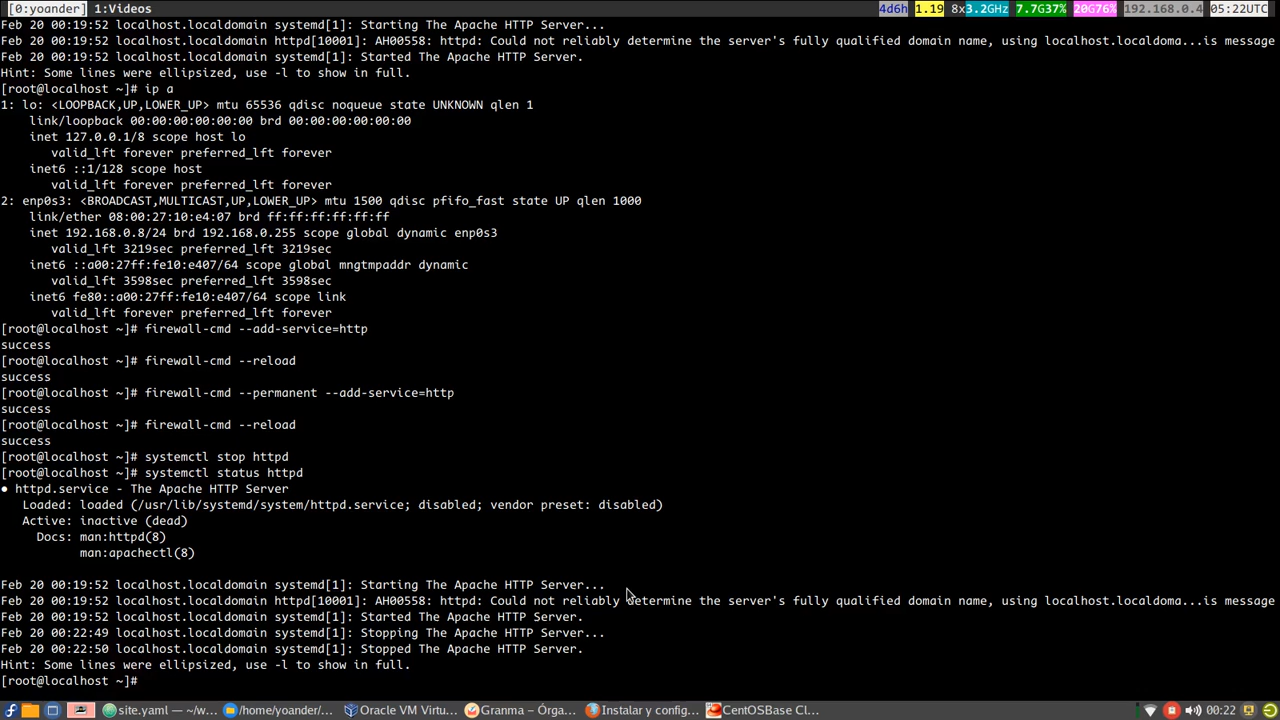 [0:yoander] 1:Videos 4d6h 1.19 8x3.2GHz 7.7G37% 20G76% 192.168.0.4 05:22UTC
Feb 20 00:19:52 localhost.localdomain systemd[1]: Starting The Apache HTTP Server...
Feb 20 00:19:52 localhost.localdomain httpd[10001]: AH00558: httpd: Could not reliably determine the server's fully qualified domain name, using localhost.localdoma...is message
Feb 20 00:19:52 localhost.localdomain systemd[1]: Started The Apache HTTP Server.
Hint: Some lines were ellipsized, use -l to show in full.
[root@localhost ~]# ip a
1: lo: <LOOPBACK,UP,LOWER_UP> mtu 65536 qdisc noqueue state UNKNOWN qlen 1
    link/loopback 00:00:00:00:00:00 brd 00:00:00:00:00:00
    inet 127.0.0.1/8 scope host lo
       valid_lft forever preferred_lft forever
    inet6 ::1/128 scope host
       valid_lft forever preferred_lft forever
2: enp0s3: <BROADCAST,MULTICAST,UP,LOWER_UP> mtu 1500 qdisc pfifo_fast state UP qlen 1000
    link/ether 08:00:27:10:e4:07 brd ff:ff:ff:ff:ff:ff
    inet 192.168.0.8/24 brd 192.168.0.255 scope global dynamic enp0s3
       valid_lft 3219sec preferred_lft 3219sec
    inet6 ::a00:27ff:fe10:e407/64 scope global mngtmpaddr dynamic
       valid_lft 3598sec preferred_lft 3598sec
    inet6 fe80::a00:27ff:fe10:e407/64 scope link
       valid_lft forever preferred_lft forever
[root@localhost ~]# firewall-cmd --add-service=http
success
[root@localhost ~]# firewall-cmd --reload
success
[root@localhost ~]# firewall-cmd --permanent --add-service=http
success
[root@localhost ~]# firewall-cmd --reload
success
[root@localhost ~]# systemctl stop httpd
[root@localhost ~]# systemctl status httpd
● httpd.service - The Apache HTTP Server
   Loaded: loaded (/usr/lib/systemd/system/httpd.service; disabled; vendor preset: disabled)
   Active: inactive (dead)
     Docs: man:httpd(8)
           man:apachectl(8)
Feb 20 00:19:52 localhost.localdomain systemd[1]: Starting The Apache HTTP Server...
Feb 20 00:19:52 localhost.localdomain httpd[10001]: AH00558: httpd: Could not reliably determine the server's fully qualified domain name, using localhost.localdoma...is message
Feb 20 00:19:52 localhost.localdomain systemd[1]: Started The Apache HTTP Server.
Feb 20 00:22:49 localhost.localdomain systemd[1]: Stopping The Apache HTTP Server...
Feb 20 00:22:50 localhost.localdomain systemd[1]: Stopped The Apache HTTP Server.
Hint: Some lines were ellipsized, use -l to show in full.
[root@localhost ~]#
site.yaml — ~/w... /home/yoander/... Oracle VM Virtu... Granma – Órga... Instalar y config... CentOSBase Cl... 00:22